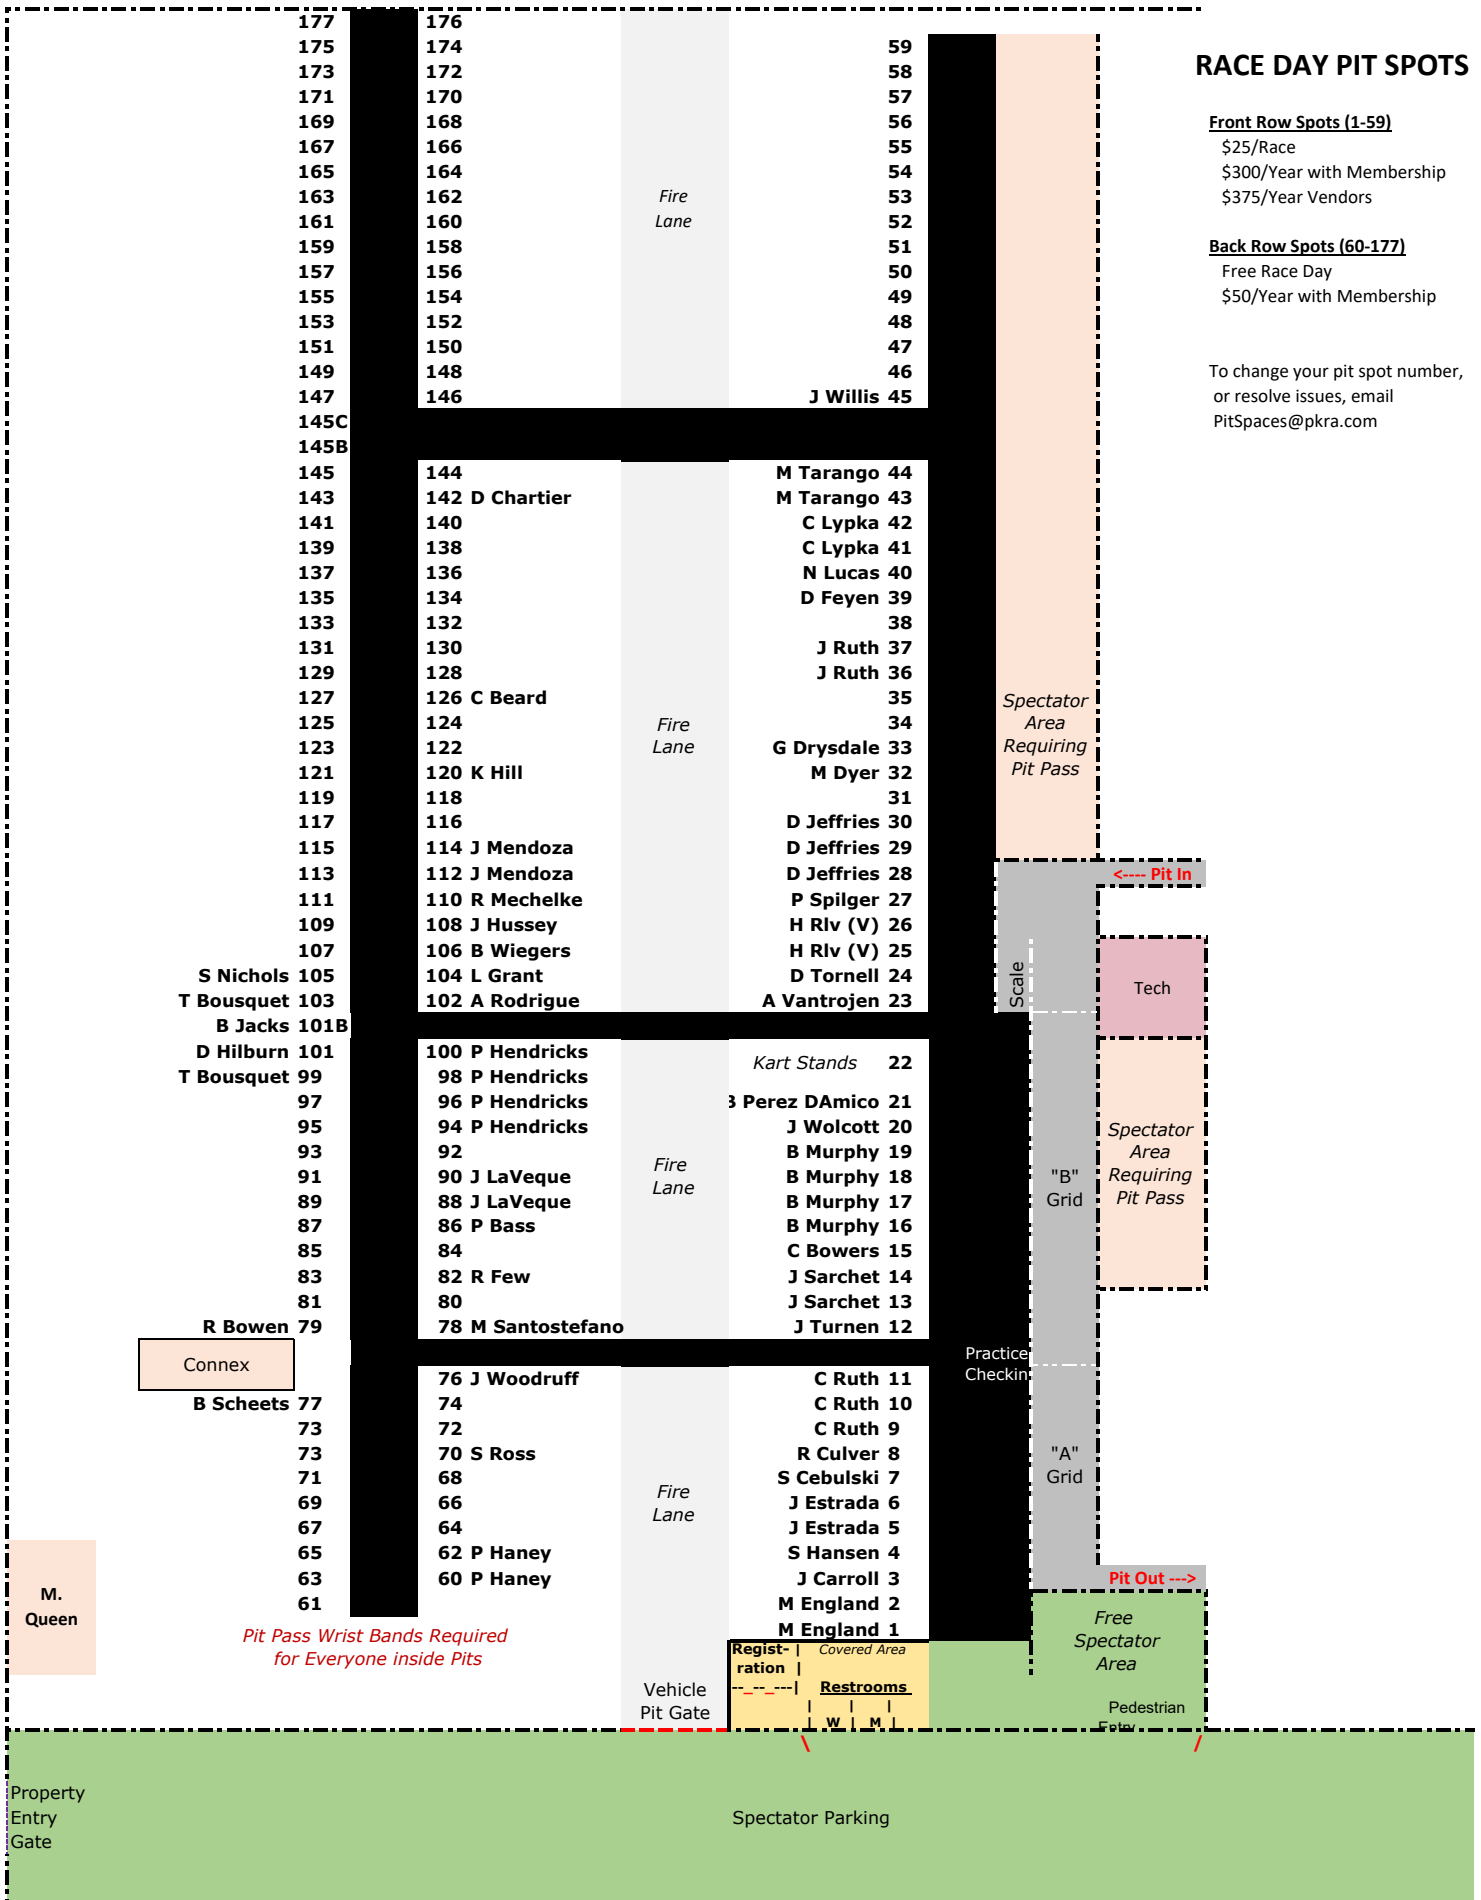 177 176
175 174 59
173 172 58
171 170 57
169 168 56
167 166 55
165 164 54
163 162 Fire 53
161 160 Lane 52
159 158 51
157 156 50
155 154 49
153 152 48
151 150 47
149 148 46
147 146 J Willis 45
145C
145B
145 144 M Tarango 44
143 142 D Chartier M Tarango 43
141 140 C Lypka 42
139 138 C Lypka 41
137 136 N Lucas 40
135 134 D Feyen 39
133 132 38
131 130 J Ruth 37
129 128 J Ruth 36
127 126 C Beard 35
125 124 Fire 34
123 122 Lane G Drysdale 33
121 120 K Hill M Dyer 32
119 118 31
117 116 D Jeffries 30
115 114 J Mendoza D Jeffries 29
113 112 J Mendoza D Jeffries 28
111 110 R Mechelke P Spilger 27
109 108 J Hussey H Rlv (V) 26
107 106 B Wiegers H Rlv (V) 25
S Nichols 105 104 L Grant D Tornell 24
T Bousquet 103 102 A Rodrigue A Vantrojen 23
B Jacks 101B
D Hilburn 101 100 P Hendricks Kart Stands 22
T Bousquet 99 98 P Hendricks
97 96 P Hendricks Perez DAmico 21
95 94 P Hendricks J Wolcott 20
93 92 B Murphy 19
91 90 J LaVeque Fire B Murphy 18
89 88 J LaVeque Lane B Murphy 17
87 86 P Bass B Murphy 16
85 84 C Bowers 15
83 82 R Few J Sarchet 14
81 80 J Sarchet 13
R Bowen 79 78 M Santostefano J Turnen 12
Connex
76 J Woodruff C Ruth 11
B Scheets 77 74 C Ruth 10
73 72 C Ruth 9
73 70 S Ross R Culver 8
71 68 S Cebulski 7
69 66 Fire J Estrada 6
67 64 Lane J Estrada 5
65 62 P Haney S Hansen 4
63 60 P Haney J Carroll 3
61 M England 2
M England 1
M.
Queen
Pit Pass Wrist Bands Required
for Everyone inside Pits
Vehicle
Pit Gate
Regist- | Covered Area
ration |
--_--_---| Restrooms
| | |
| W | M |
RACE DAY PIT SPOTS
Front Row Spots (1-59)
$25/Race
$300/Year with Membership
$375/Year Vendors
Back Row Spots (60-177)
Free Race Day
$50/Year with Membership
To change your pit spot number,
or resolve issues, email
PitSpaces@pkra.com
Spectator
Area
Requiring
Pit Pass
<---- Pit In
Scale
Tech
Spectator
Area
Requiring
Pit Pass
"B"
Grid
Practice
Checkin
"A"
Grid
Pit Out --->
Free
Spectator
Area
Pedestrian
Entry
\ /
Property
Entry
Gate
Spectator Parking